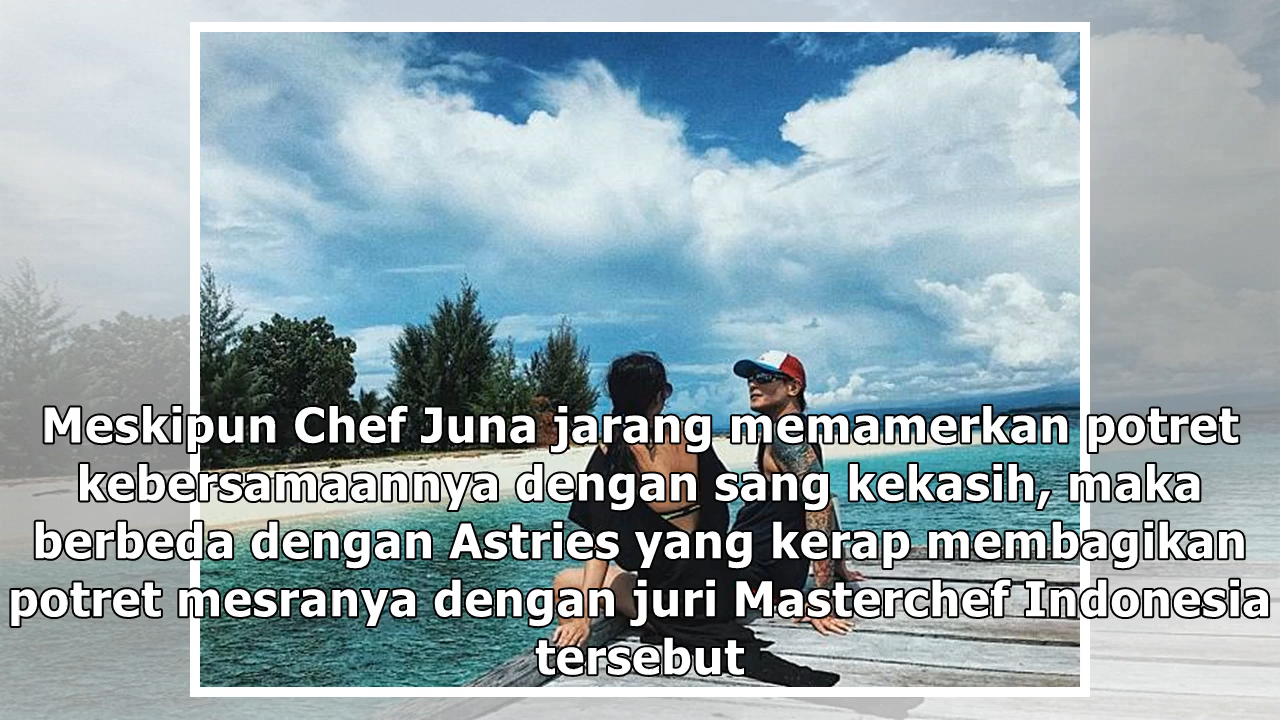 Meskipun Chef Juna jarang memamerkan potret
kebersamaannya dengan sang kekasih, maka
berbeda dengan Astries yang kerap membagikan
potret mesranya dengan juri Masterchef Indonesia
tersebut